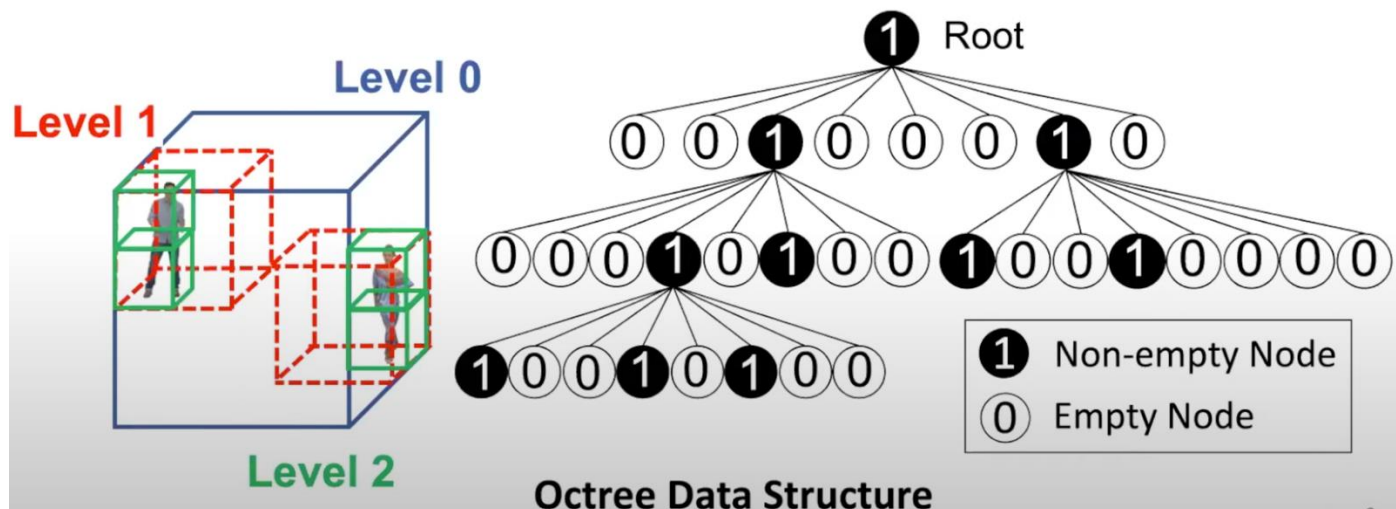 1 Root
Level 0
Level 1
0 0 1 0 0 0 1 0
0 0 0 1 0 1 0 0 1 0 0 1 0 0 0 0
1 0 0 1 0 1 0 0
1 Non-empty Node
0 Empty Node
Level 2
Octree Data Structure